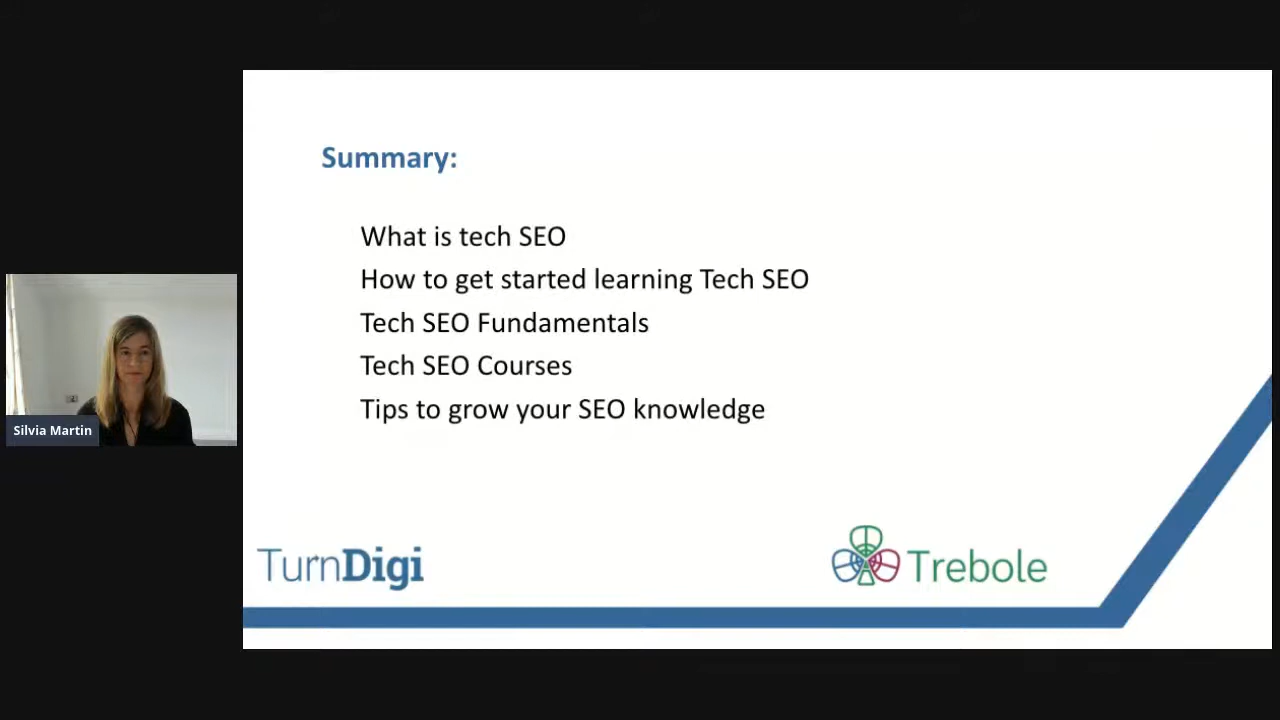 Summary:
What is tech SEO
How to get started learning Tech SEO
Tech SEO Fundamentals
Tech SEO Courses
Tips to grow your SEO knowledge
Silvia Martin
TurnDigi
Trebole